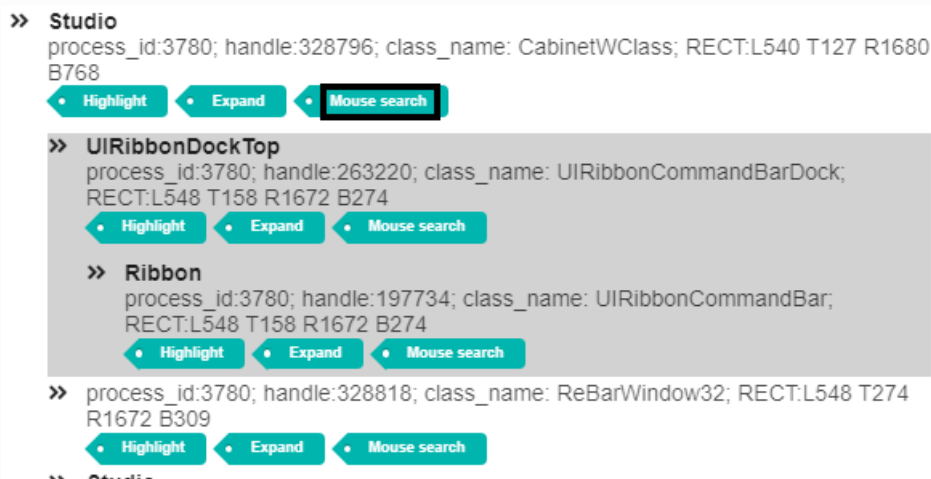 Studio
process_id:3780; handle:328796; class_name: CabinetWClass; RECT:L540 T127 R1680
B768
Highlight Expand Mouse search
UIRibbonDockTop
process_id:3780; handle:263220; class_name: UIRibbonCommandBarDock;
RECT:L548 T158 R1672 B274
Highlight Expand Mouse search
Ribbon
process_id:3780; handle:197734; class_name: UIRibbonCommandBar;
RECT:L548 T158 R1672 B274
Highlight Expand Mouse search
process_id:3780; handle:328818; class_name: ReBarWindow32; RECT:L548 T274
R1672 B309
Highlight Expand Mouse search
Studio